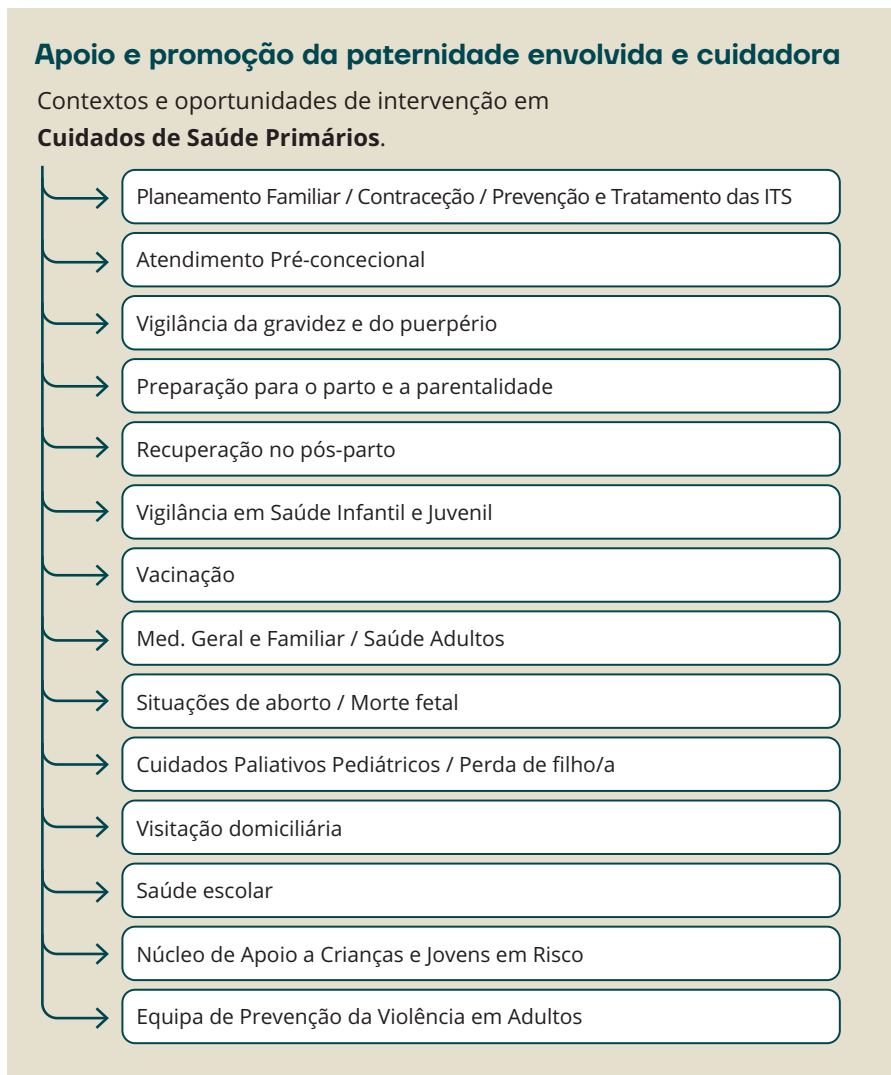 Apoio e promoção da paternidade envolvida e cuidadora
Contextos e oportunidades de intervenção em
Cuidados de Saúde Primários.
Planeamento Familiar / Contraceção / Prevenção e Tratamento das ITS
Atendimento Pré-concecional
Vigilância da gravidez e do puerpério
Preparação para o parto e a parentalidade
Recuperação no pós-parto
Vigilância em Saúde Infantil e Juvenil
Vacinação
Med. Geral e Familiar / Saúde Adultos
Situações de aborto / Morte fetal
Cuidados Paliativos Pediátricos / Perda de filho/a
Visitação domiciliária
Saúde escolar
Núcleo de Apoio a Crianças e Jovens em Risco
Equipa de Prevenção da Violência em Adultos